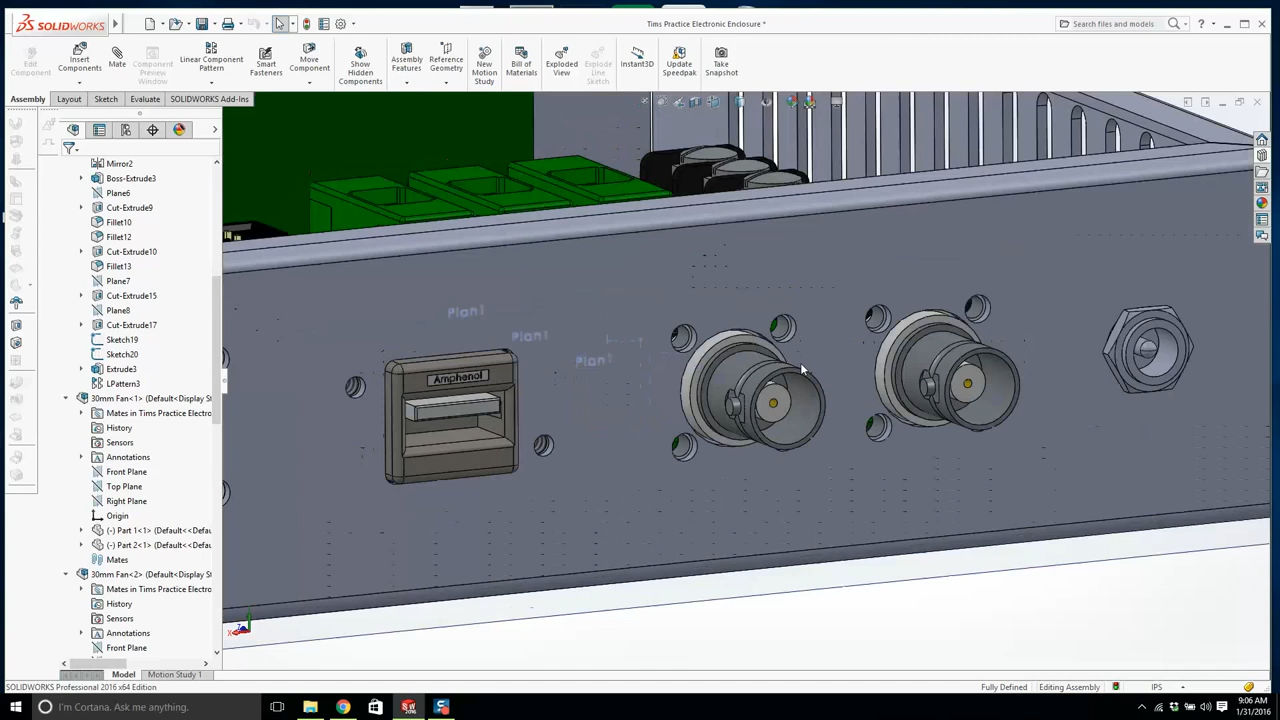 SOLIDWORKS
Tims Practice Electronic Enclosure *
Search files and models
Edit Component
Insert Components
Mate
Component Preview Window
Linear Component Pattern
Smart Fasteners
Move Component
Show Hidden Components
Assembly Features
Reference Geometry
New Motion Study
Bill of Materials
Exploded View
Explode Line Sketch
Instant3D
Update Speedpak
Take Snapshot
Assembly Layout Sketch Evaluate SOLIDWORKS Add-Ins
Mirror2
Boss-Extrude3
Plane6
Cut-Extrude9
Fillet10
Fillet12
Cut-Extrude10
Fillet13
Plane7
Cut-Extrude15
Plane8
Cut-Extrude17
Sketch19
Sketch20
Extrude3
LPattern3
30mm Fan<1> (Default<Display St
Mates in Tims Practice Electro
History
Sensors
Annotations
Front Plane
Top Plane
Right Plane
Origin
(-) Part 1<1> (Default<<Defau
(-) Part 2<1> (Default<<Defau
Mates
30mm Fan<2> (Default<Display St
Mates in Tims Practice Electro
History
Sensors
Annotations
Front Plane
Plan1
Plan1
Plan1
Amphenol
X
Model Motion Study 1
SOLIDWORKS Professional 2016 x64 Edition
Fully Defined Editing Assembly IPS
I'm Cortana. Ask me anything.
9:06 AM
1/31/2016